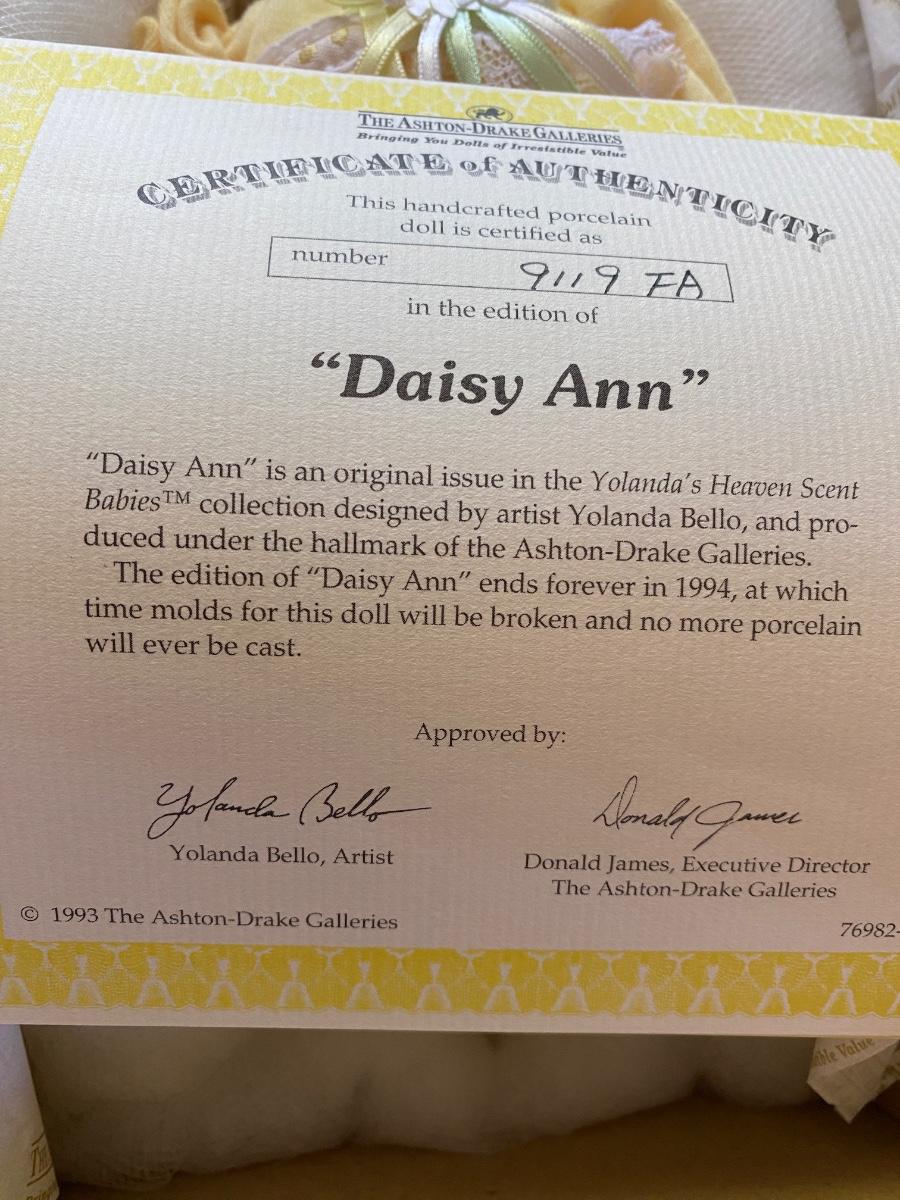 THE ASHTON-DRAKE GALLERIES
Bringing You Dolls of Irresistible Value
CERTIFICATE of AUTHENTICITY
This handcrafted porcelain
doll is certified as
number 9119 FA
in the edition of
“Daisy Ann”
“Daisy Ann” is an original issue in the Yolanda's Heaven Scent
Babies™ collection designed by artist Yolanda Bello, and pro-
duced under the hallmark of the Ashton-Drake Galleries.
The edition of “Daisy Ann” ends forever in 1994, at which
time molds for this doll will be broken and no more porcelain
will ever be cast.
Approved by:
Yolanda Bello Donald James
Yolanda Bello, Artist Donald James, Executive Director
The Ashton-Drake Galleries
© 1993 The Ashton-Drake Galleries 76982-
Value